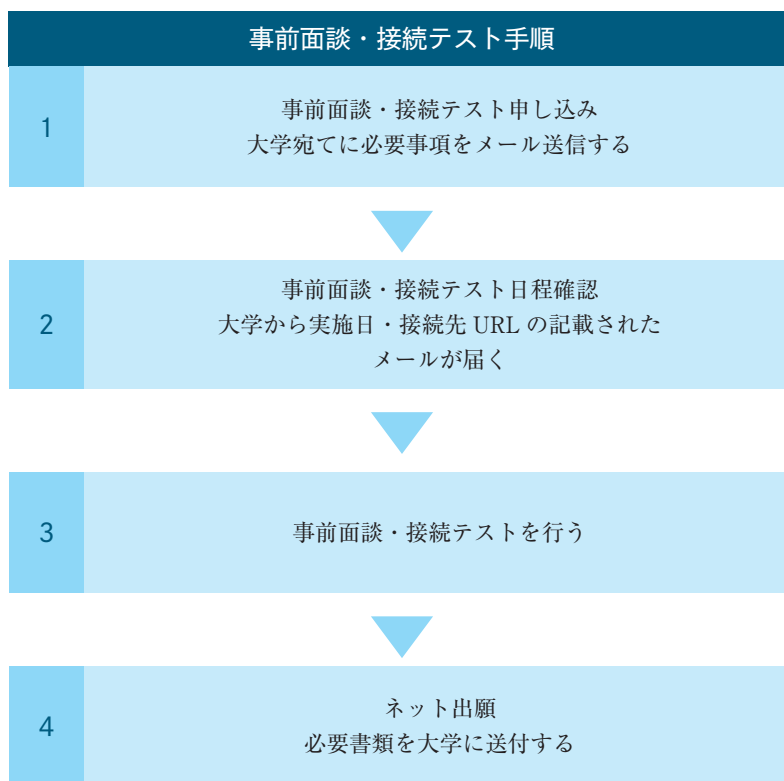 事前面談・接続テスト手順
1
事前面談・接続テスト申し込み
大学宛てに必要事項をメール送信する
2
事前面談・接続テスト日程確認
大学から実施日・接続先 URL の記載された
メールが届く
3
事前面談・接続テストを行う
4
ネット出願
必要書類を大学に送付する